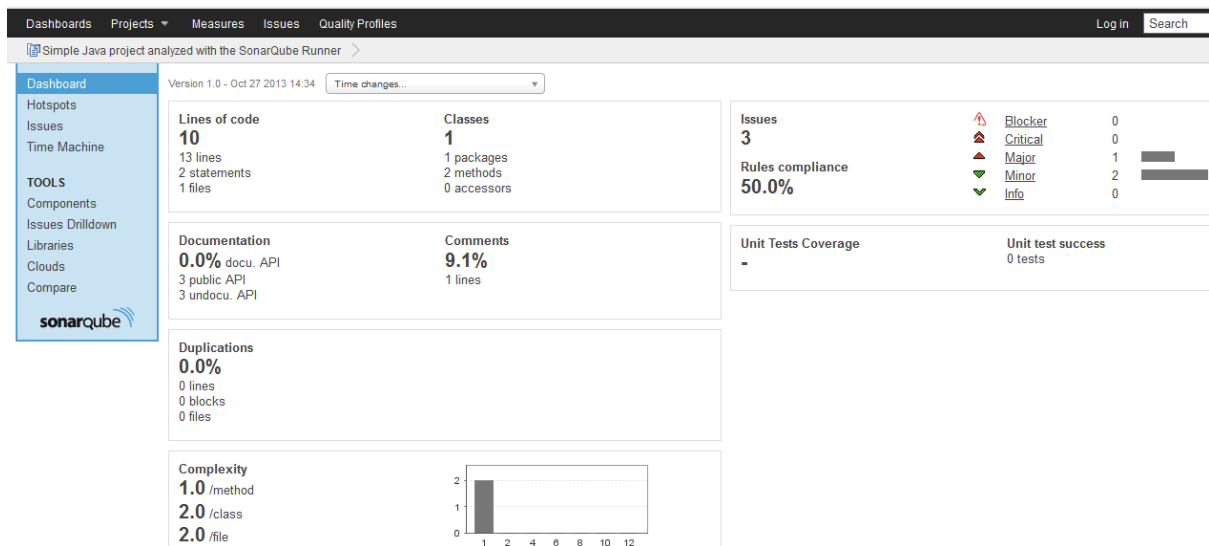 Dashboards Projects Measures Issues Quality Profiles Log in Search
Simple Java project analyzed with the SonarQube Runner
Dashboard
Hotspots
Issues
Time Machine
TOOLS
Components
Issues Drilldown
Libraries
Clouds
Compare
sonarqube
Version 1.0 - Oct 27 2013 14:34 Time changes...
Lines of code
10
13 lines
2 statements
1 files
Classes
1
1 packages
2 methods
0 accessors
Documentation
0.0% docu. API
3 public API
3 undocu. API
Comments
9.1%
1 lines
Duplications
0.0%
0 lines
0 blocks
0 files
Complexity
1.0 /method
2.0 /class
2.0 /file
2
1
0
1 2 4 6 8 10 12
Issues
3
Rules compliance
50.0%
Blocker 0
Critical 0
Major 1
Minor 2
Info 0
Unit Tests Coverage
-
Unit test success
0 tests